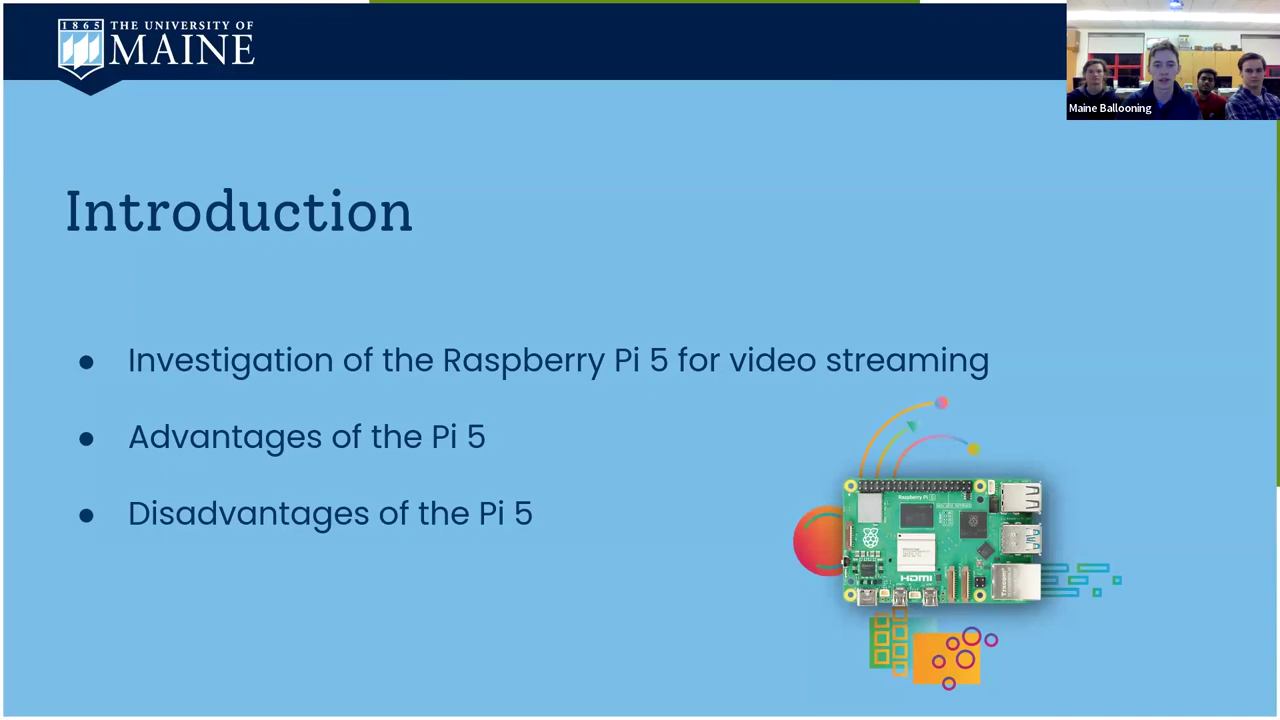 1865
THE UNIVERSITY OF
MAINE
Maine Ballooning
Introduction
● Investigation of the Raspberry Pi 5 for video streaming
● Advantages of the Pi 5
● Disadvantages of the Pi 5
Raspberry Pi 5
HDMI
Trxcom